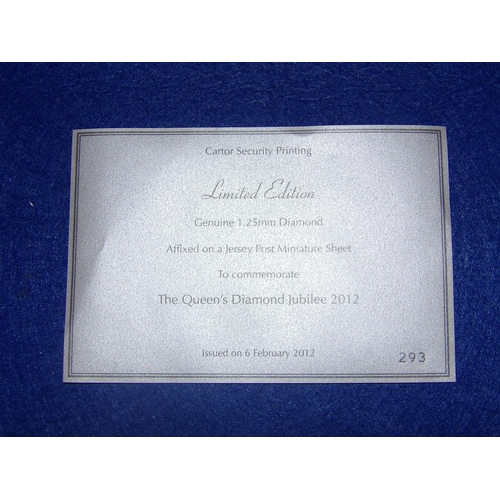 Cartor Security Printing
Limited Edition
Genuine 1.25mm Diamond
Affixed on a Jersey Post Miniature Sheet
To commemorate
The Queen's Diamond Jubilee 2012
Issued on 6 February 2012
293